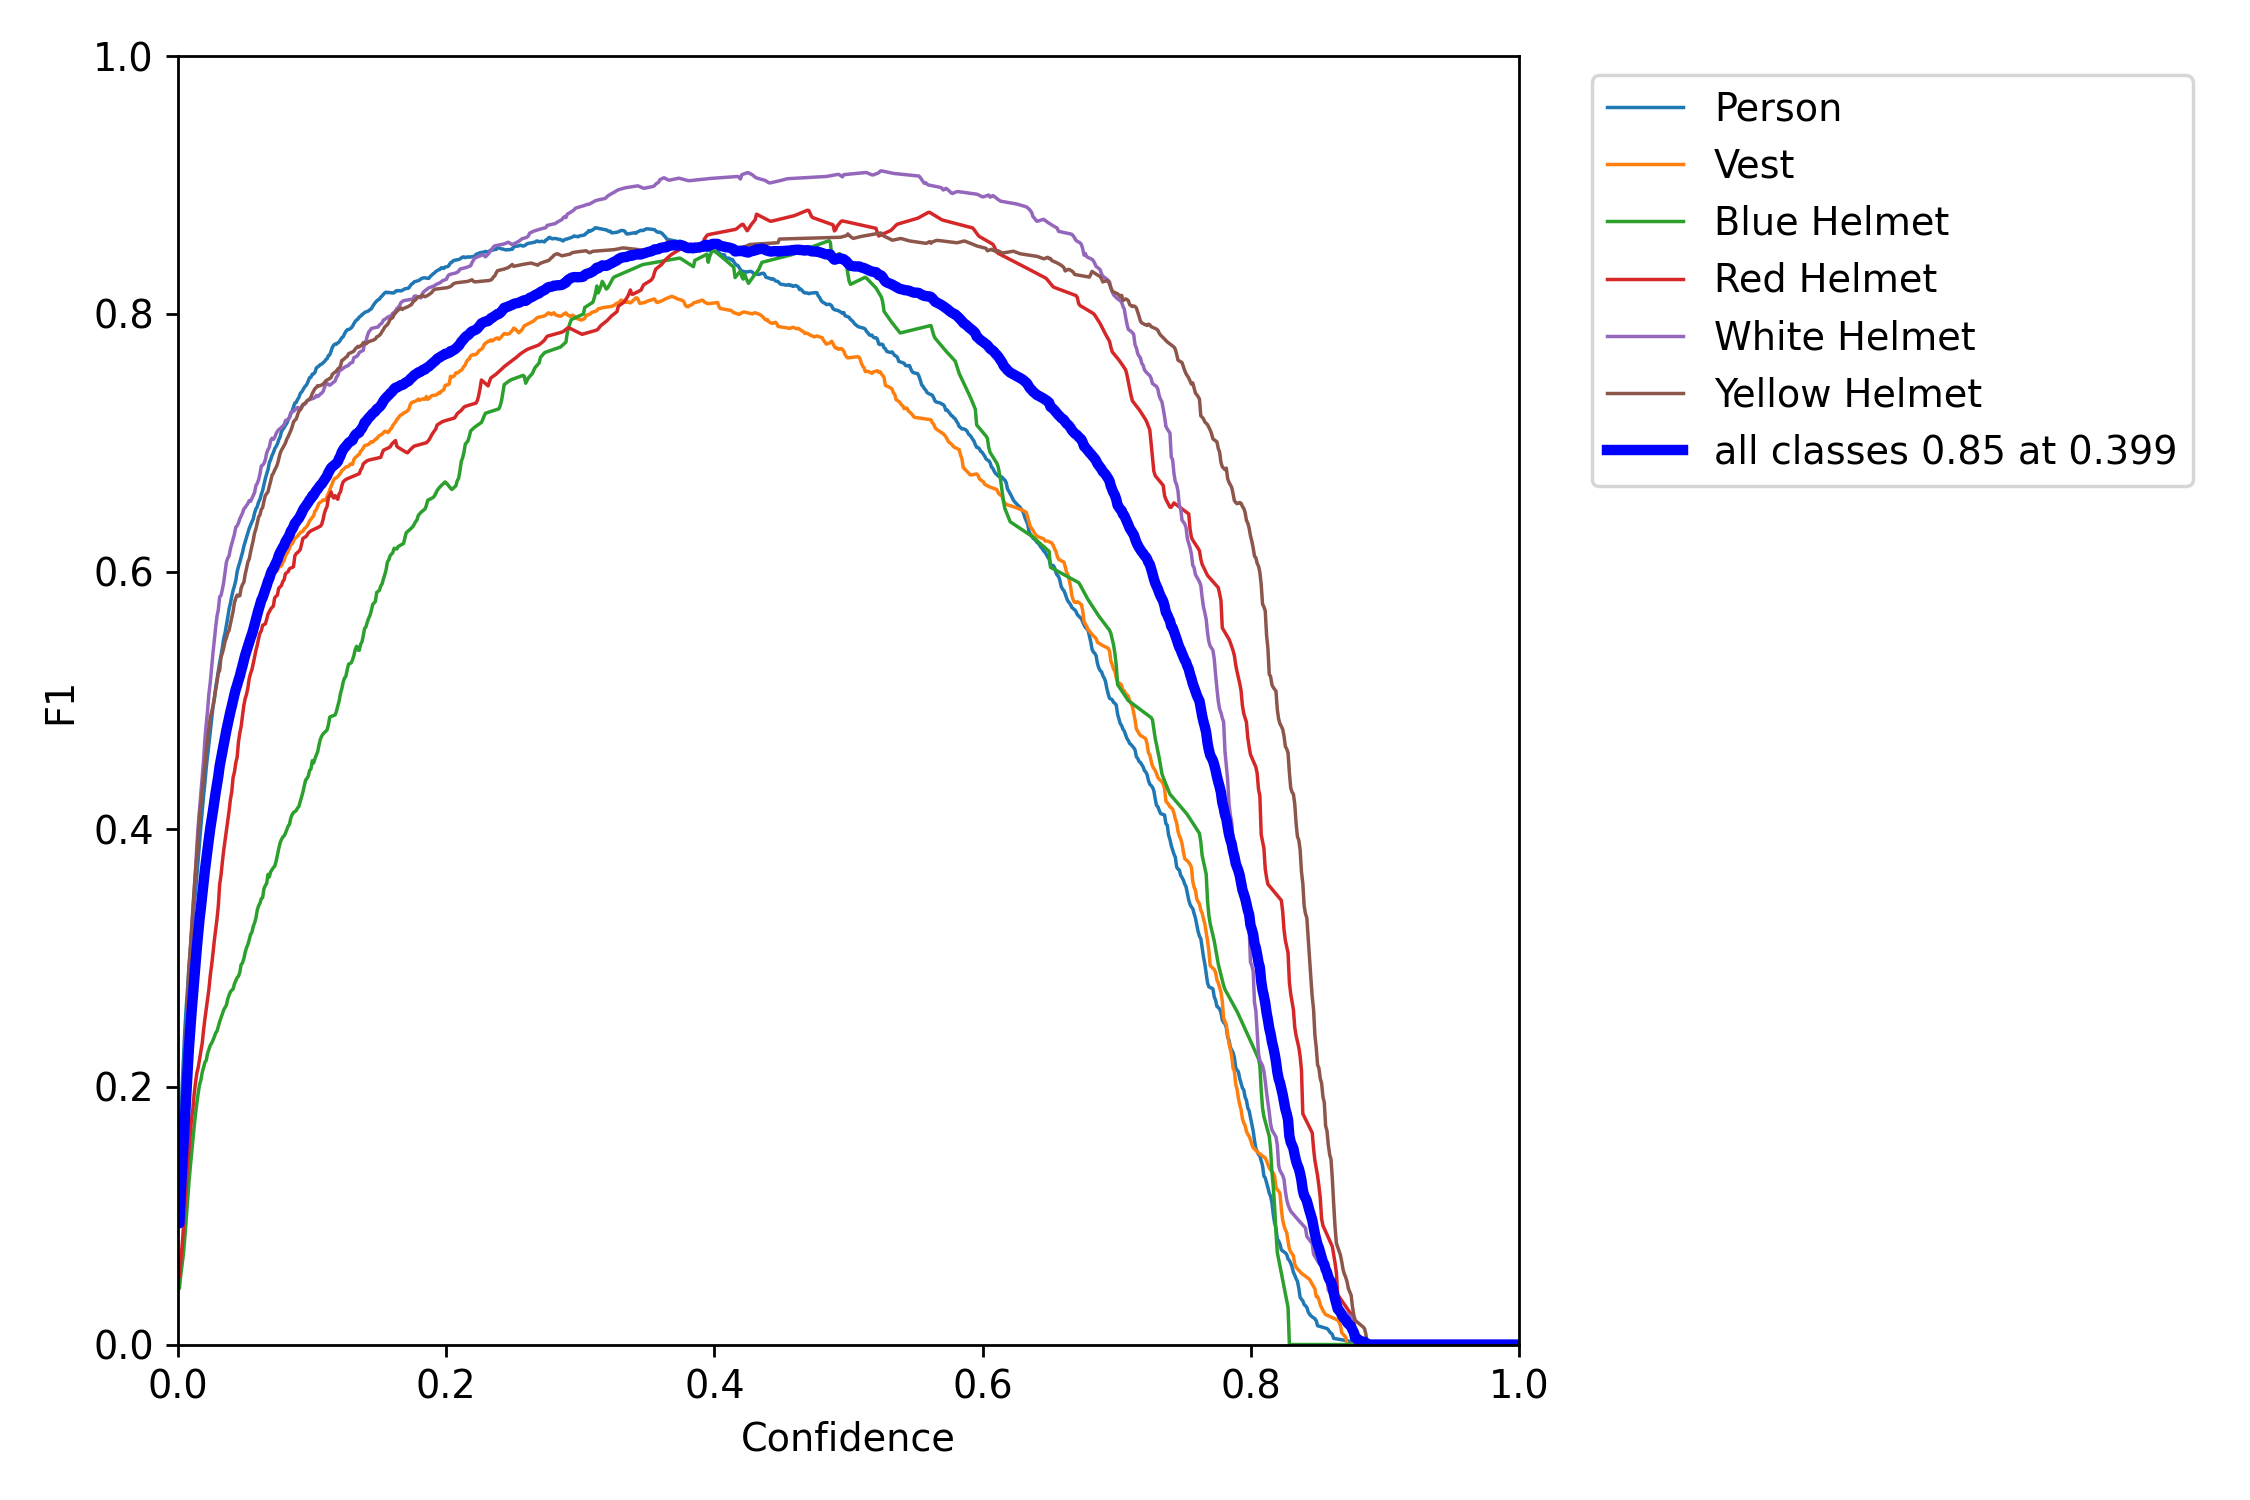 1.0
0.8
0.6
0.4
0.2
0.0
F1
0.0 0.2 0.4 0.6 0.8 1.0
Confidence
Person
Vest
Blue Helmet
Red Helmet
White Helmet
Yellow Helmet
all classes 0.85 at 0.399